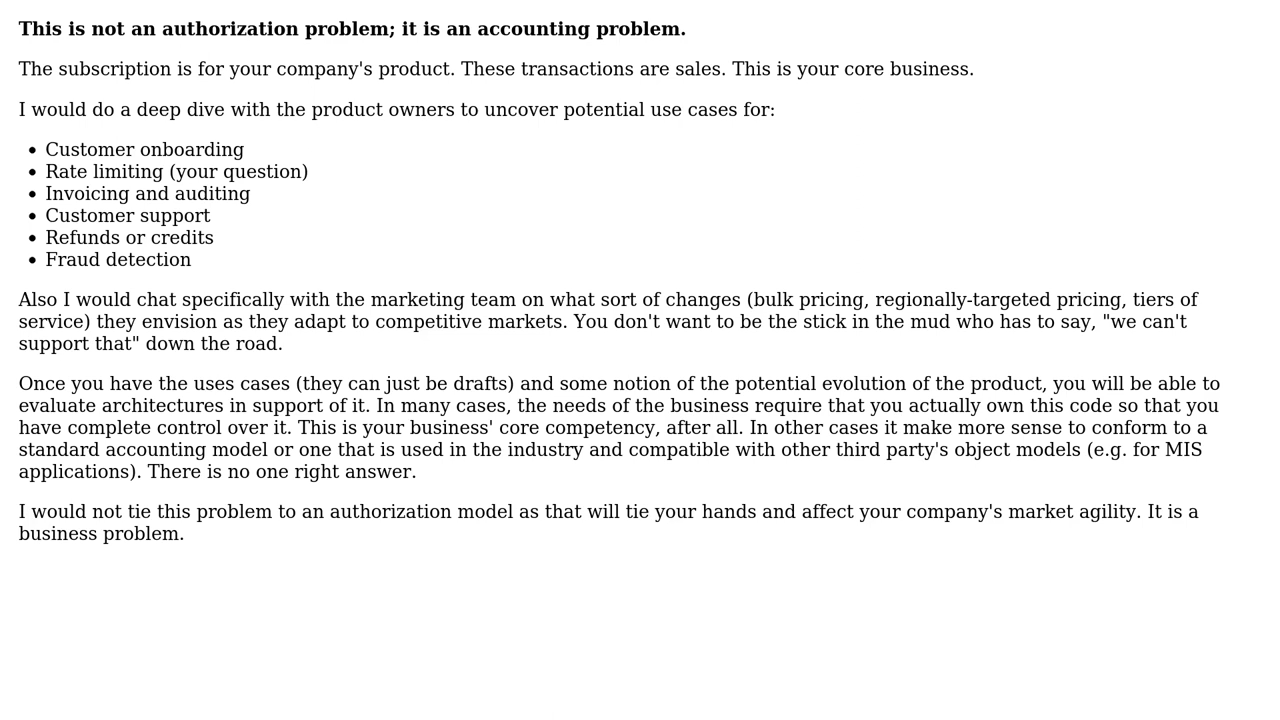 This is not an authorization problem; it is an accounting problem.
The subscription is for your company's product. These transactions are sales. This is your core business.
I would do a deep dive with the product owners to uncover potential use cases for:
• Customer onboarding
• Rate limiting (your question)
• Invoicing and auditing
• Customer support
• Refunds or credits
• Fraud detection
Also I would chat specifically with the marketing team on what sort of changes (bulk pricing, regionally-targeted pricing, tiers of
service) they envision as they adapt to competitive markets. You don't want to be the stick in the mud who has to say, "we can't
support that" down the road.
Once you have the uses cases (they can just be drafts) and some notion of the potential evolution of the product, you will be able to
evaluate architectures in support of it. In many cases, the needs of the business require that you actually own this code so that you
have complete control over it. This is your business' core competency, after all. In other cases it make more sense to conform to a
standard accounting model or one that is used in the industry and compatible with other third party's object models (e.g. for MIS
applications). There is no one right answer.
I would not tie this problem to an authorization model as that will tie your hands and affect your company's market agility. It is a
business problem.